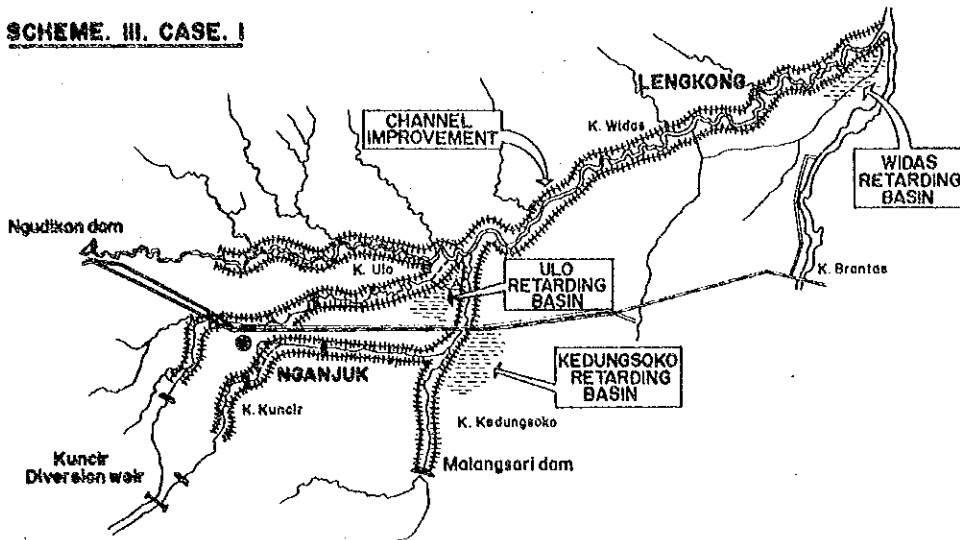 SCHEME. III. CASE. I
LENGKONG
CHANNEL
IMPROVEMENT
K. Widas
WIDAS
RETARDING
BASIN
Ngudikan dam
K. Ulo
ULO
RETARDING
BASIN
K. Brantas
KEDUNGSOKO
RETARDING
BASIN
NGANJUK
K. Kuncir
K. Kedungsoko
Kuncir
Diversion weir
Malangsari dam